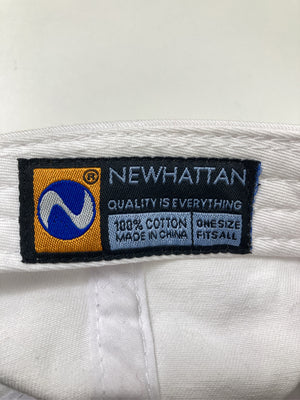 ®
NEWHATTAN
QUALITY IS EVERYTHING
100% COTTON
MADE IN CHINA
ONE SIZE
FITS ALL